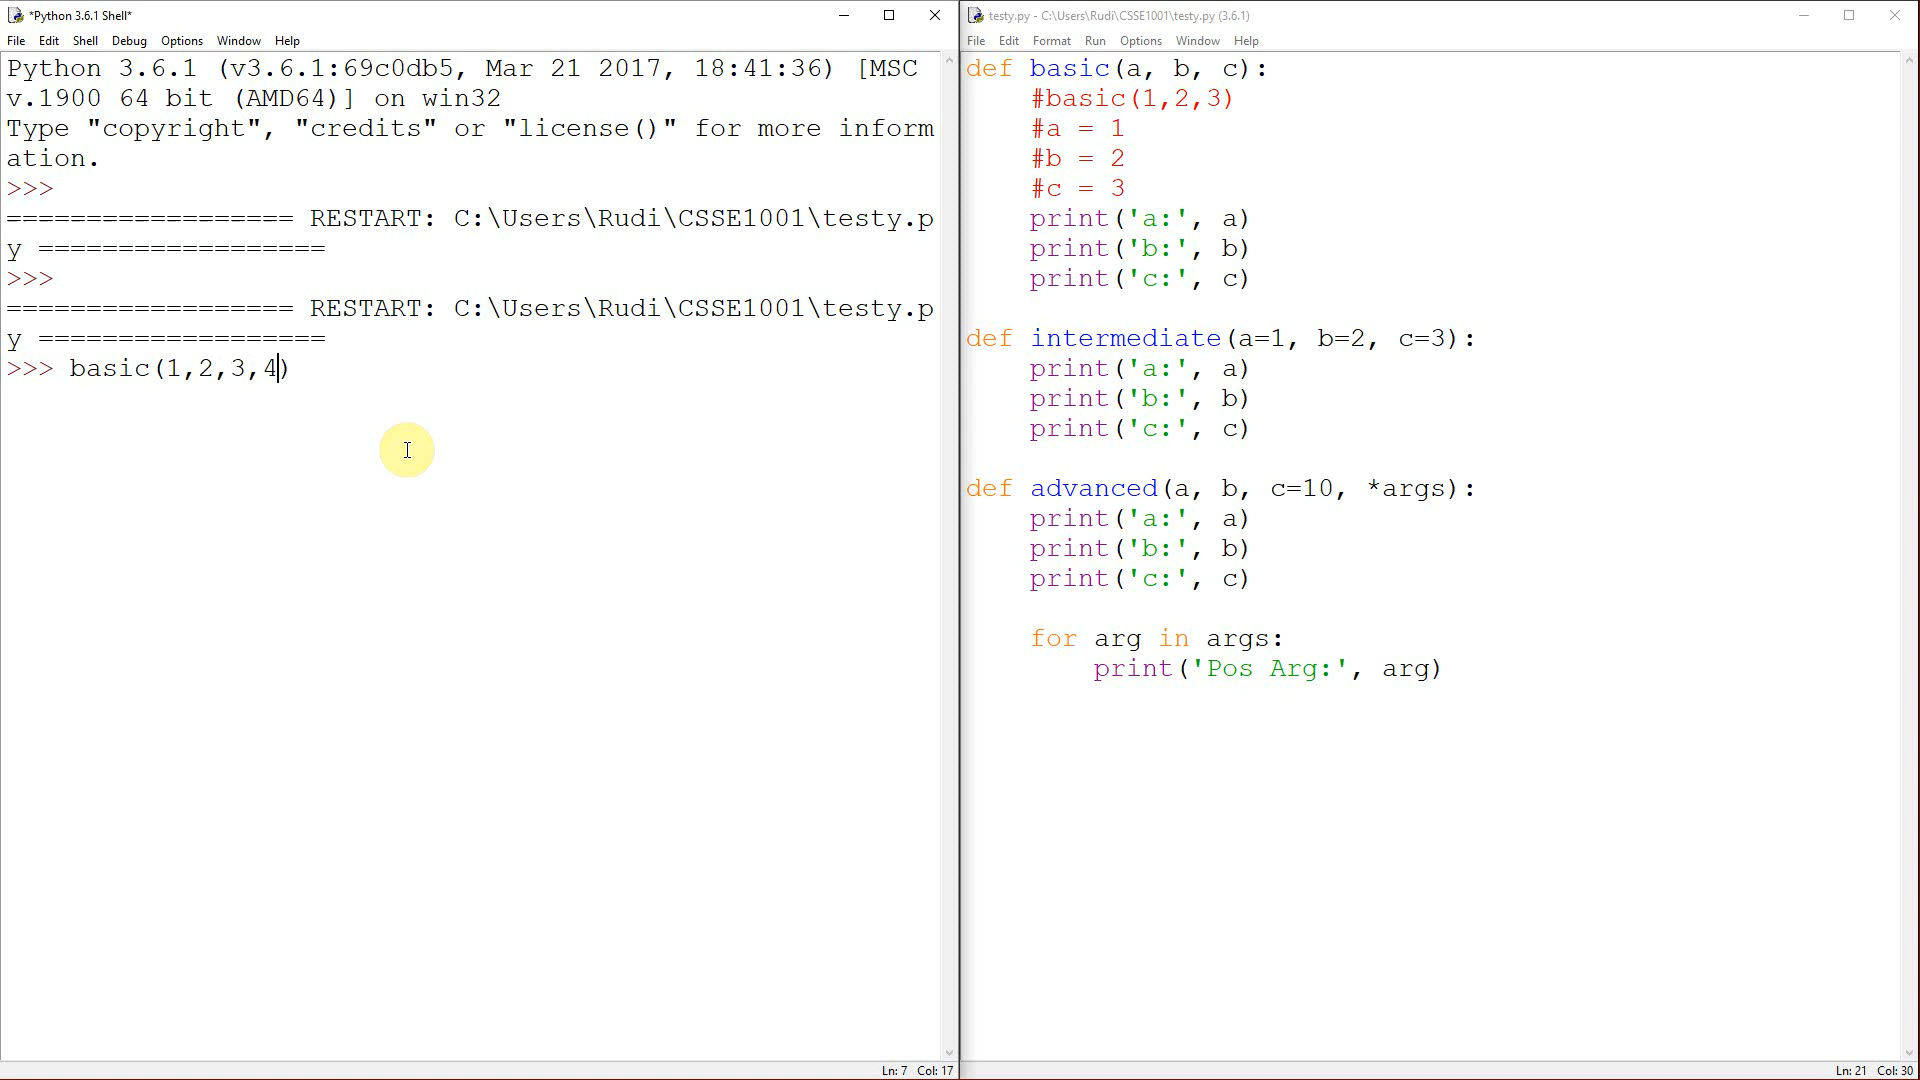 *Python 3.6.1 Shell*
File Edit Shell Debug Options Window Help
Python 3.6.1 (v3.6.1:69c0db5, Mar 21 2017, 18:41:36) [MSC
v.1900 64 bit (AMD64)] on win32
Type "copyright", "credits" or "license()" for more inform
ation.
>>>
================== RESTART: C:\Users\Rudi\CSSE1001\testy.p
y ==================
>>>
================== RESTART: C:\Users\Rudi\CSSE1001\testy.p
y ==================
>>> basic(1,2,3,4)
Ln: 7 Col: 17
testy.py - C:\Users\Rudi\CSSE1001\testy.py (3.6.1)
File Edit Format Run Options Window Help
def basic(a, b, c):
    #basic(1,2,3)
    #a = 1
    #b = 2
    #c = 3
    print('a:', a)
    print('b:', b)
    print('c:', c)
def intermediate(a=1, b=2, c=3):
    print('a:', a)
    print('b:', b)
    print('c:', c)
def advanced(a, b, c=10, *args):
    print('a:', a)
    print('b:', b)
    print('c:', c)
    for arg in args:
        print('Pos Arg:', arg)
Ln: 21 Col: 30